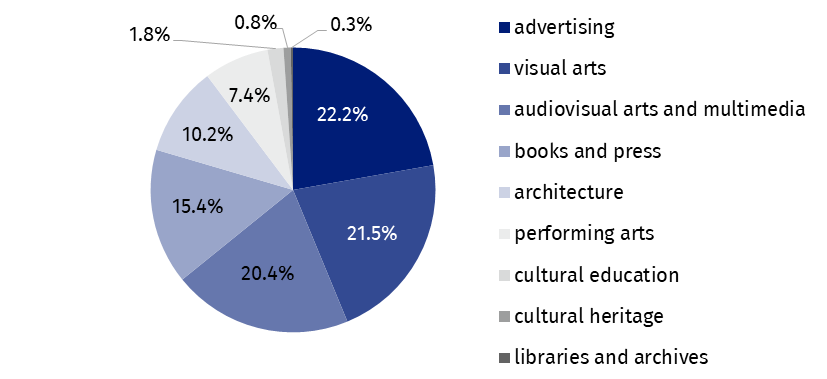 0.8%
0.3%
1.8%
7.4%
22.2%
10.2%
15.4%
21.5%
20.4%
advertising
visual arts
audiovisual arts and multimedia
books and press
architecture
performing arts
cultural education
cultural heritage
libraries and archives